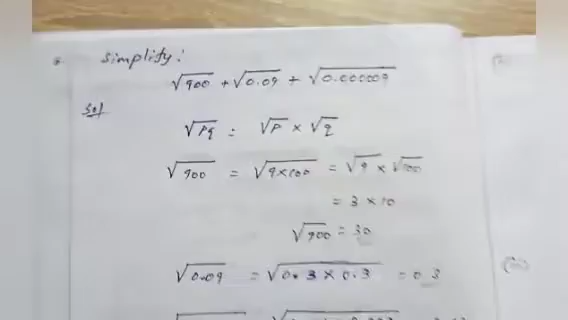 Simplify:
√900 + √0.09 + √0.000009
Sol
√pq = √p × √q
√900 = √9×100 = √9 × √100
= 3 × 10
√900 = 30
√0.09 = √0.3 × 0.3 = 0.3